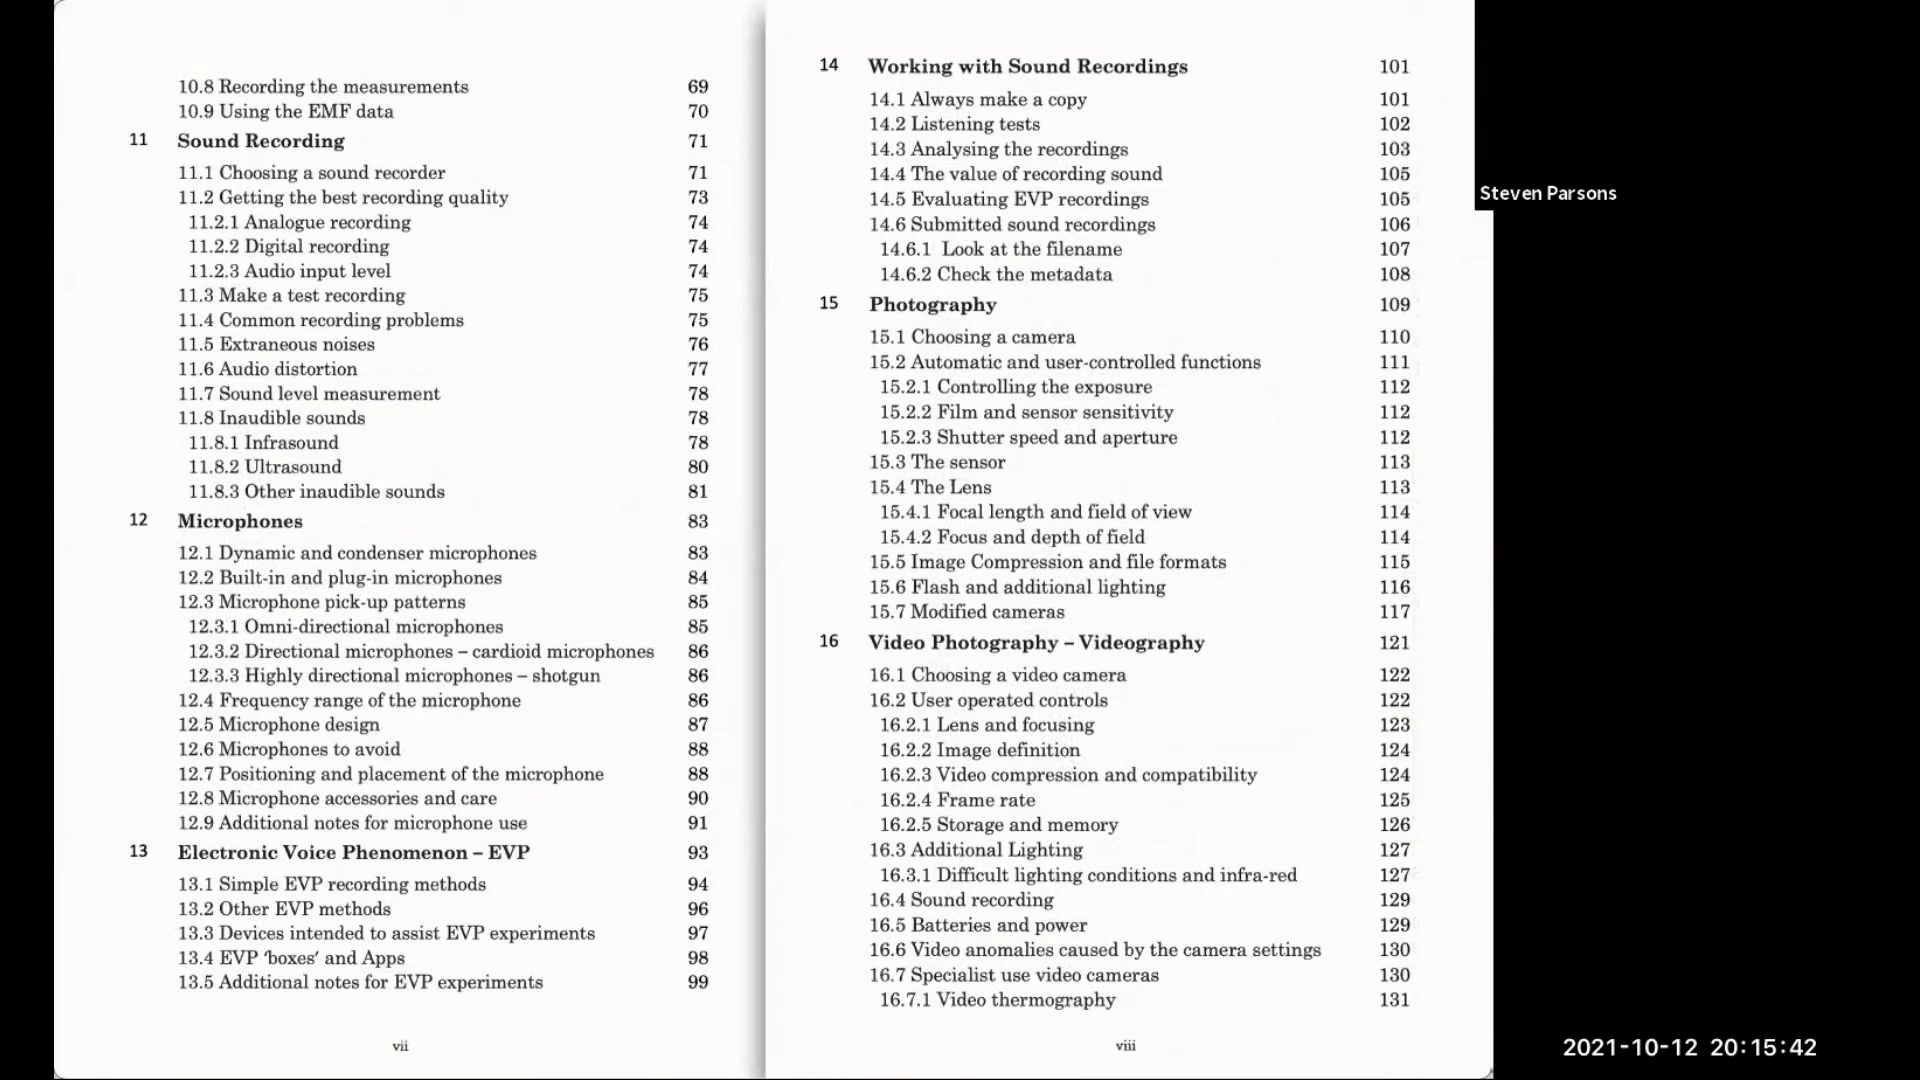 10.8 Recording the measurements 69
10.9 Using the EMF data 70
11 Sound Recording 71
11.1 Choosing a sound recorder 71
11.2 Getting the best recording quality 73
11.2.1 Analogue recording 74
11.2.2 Digital recording 74
11.2.3 Audio input level 74
11.3 Make a test recording 75
11.4 Common recording problems 75
11.5 Extraneous noises 76
11.6 Audio distortion 77
11.7 Sound level measurement 78
11.8 Inaudible sounds 78
11.8.1 Infrasound 78
11.8.2 Ultrasound 80
11.8.3 Other inaudible sounds 81
12 Microphones 83
12.1 Dynamic and condenser microphones 83
12.2 Built-in and plug-in microphones 84
12.3 Microphone pick-up patterns 85
12.3.1 Omni-directional microphones 85
12.3.2 Directional microphones – cardioid microphones 86
12.3.3 Highly directional microphones – shotgun 86
12.4 Frequency range of the microphone 86
12.5 Microphone design 87
12.6 Microphones to avoid 88
12.7 Positioning and placement of the microphone 88
12.8 Microphone accessories and care 90
12.9 Additional notes for microphone use 91
13 Electronic Voice Phenomenon – EVP 93
13.1 Simple EVP recording methods 94
13.2 Other EVP methods 96
13.3 Devices intended to assist EVP experiments 97
13.4 EVP 'boxes' and Apps 98
13.5 Additional notes for EVP experiments 99
vii
14 Working with Sound Recordings 101
14.1 Always make a copy 101
14.2 Listening tests 102
14.3 Analysing the recordings 103
14.4 The value of recording sound 105
14.5 Evaluating EVP recordings 105
14.6 Submitted sound recordings 106
14.6.1 Look at the filename 107
14.6.2 Check the metadata 108
15 Photography 109
15.1 Choosing a camera 110
15.2 Automatic and user-controlled functions 111
15.2.1 Controlling the exposure 112
15.2.2 Film and sensor sensitivity 112
15.2.3 Shutter speed and aperture 112
15.3 The sensor 113
15.4 The Lens 113
15.4.1 Focal length and field of view 114
15.4.2 Focus and depth of field 114
15.5 Image Compression and file formats 115
15.6 Flash and additional lighting 116
15.7 Modified cameras 117
16 Video Photography – Videography 121
16.1 Choosing a video camera 122
16.2 User operated controls 122
16.2.1 Lens and focusing 123
16.2.2 Image definition 124
16.2.3 Video compression and compatibility 124
16.2.4 Frame rate 125
16.2.5 Storage and memory 126
16.3 Additional Lighting 127
16.3.1 Difficult lighting conditions and infra-red 127
16.4 Sound recording 129
16.5 Batteries and power 129
16.6 Video anomalies caused by the camera settings 130
16.7 Specialist use video cameras 130
16.7.1 Video thermography 131
viii
Steven Parsons
2021-10-12 20:15:42